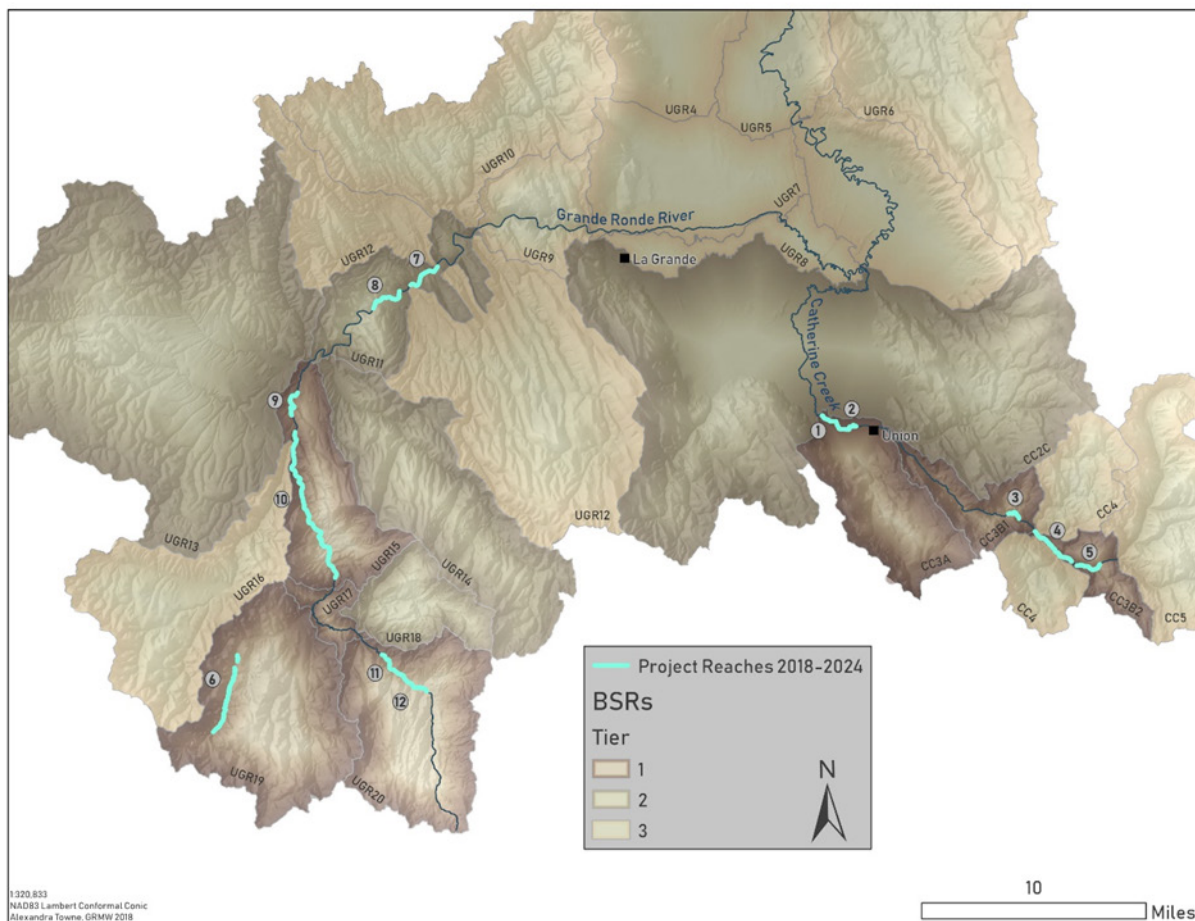 UGR4
UGR5
UGR6
UGR10
UGR7
Grande Ronde River
UGR12
7
UGR9
La Grande
UGR8
8
UGR11
Catherine Creek
9
2
1
Union
CC2C
10
3
CC4
UGR12
4
UGR13
CC3B1
5
UGR15
UGR14
CC3A
UGR16
CC4
CC3B2
CC5
UGR17
UGR18
6
11
12
UGR19
UGR20
Project Reaches 2018-2024
BSRs
Tier
1
2
3
N
1:320,833
NAD83 Lambert Conformal Conic
Alexandra Towne, GRMW 2018
10
Miles